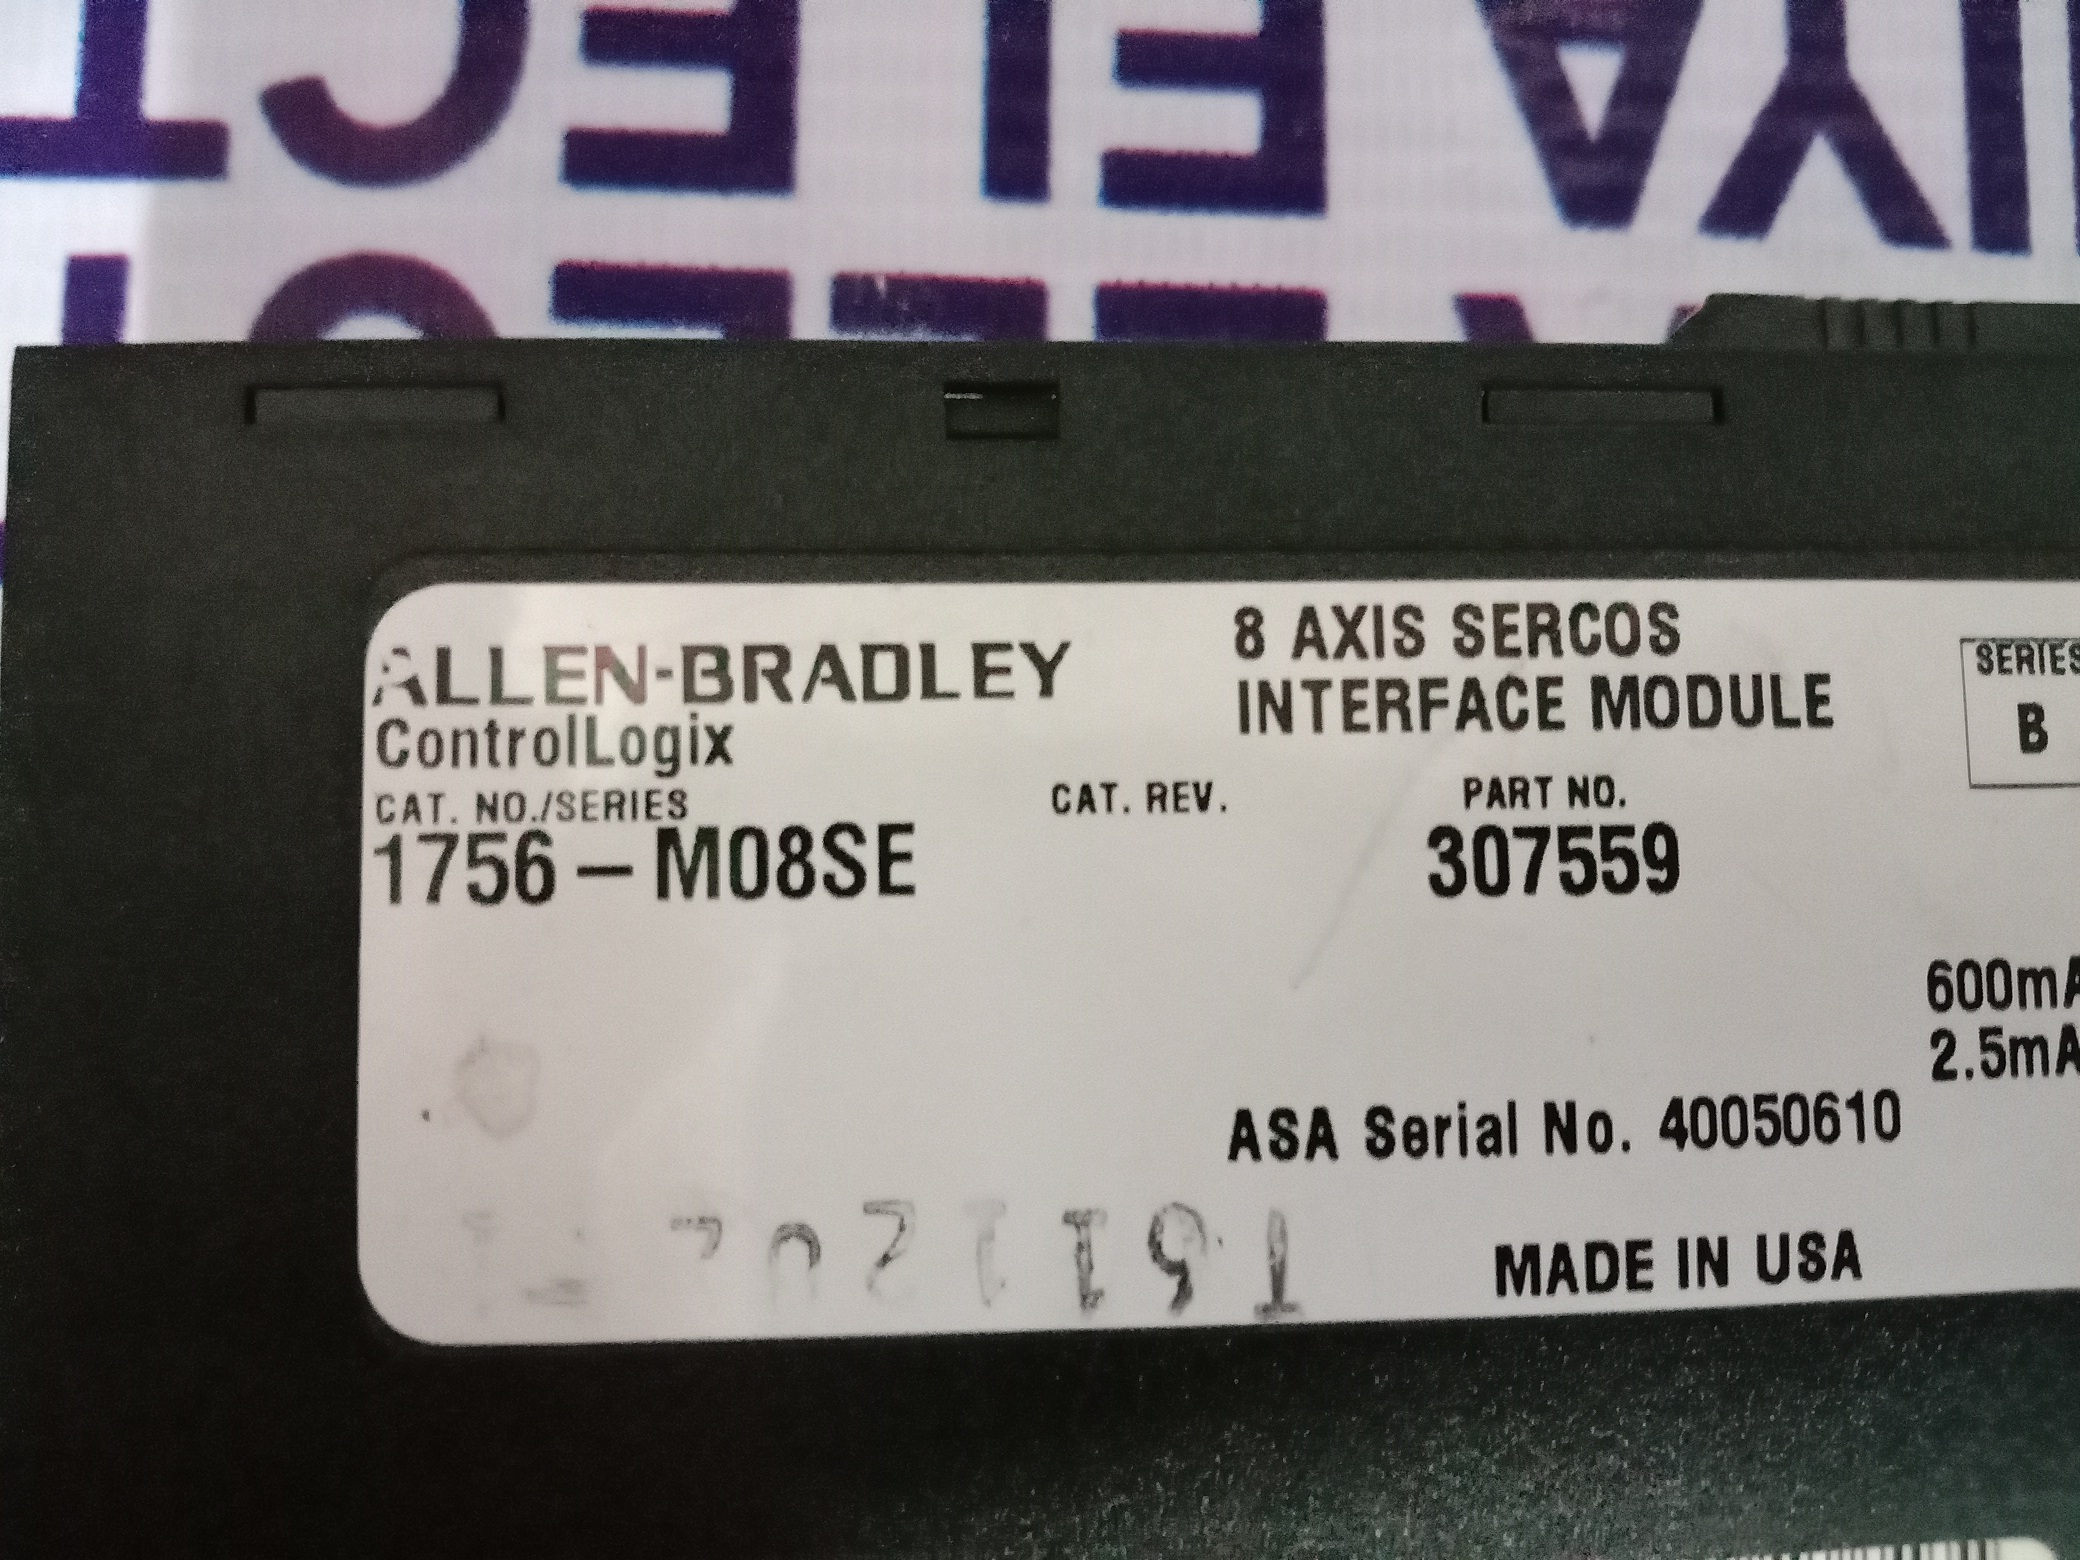 ALLEN-BRADLEY
ControlLogix
8 AXIS SERCOS
INTERFACE MODULE
SERIES
B
CAT. NO./SERIES
1756 – M08SE
CAT. REV.
PART NO.
307559
600mA
2.5mA
ASA Serial No. 40050610
MADE IN USA